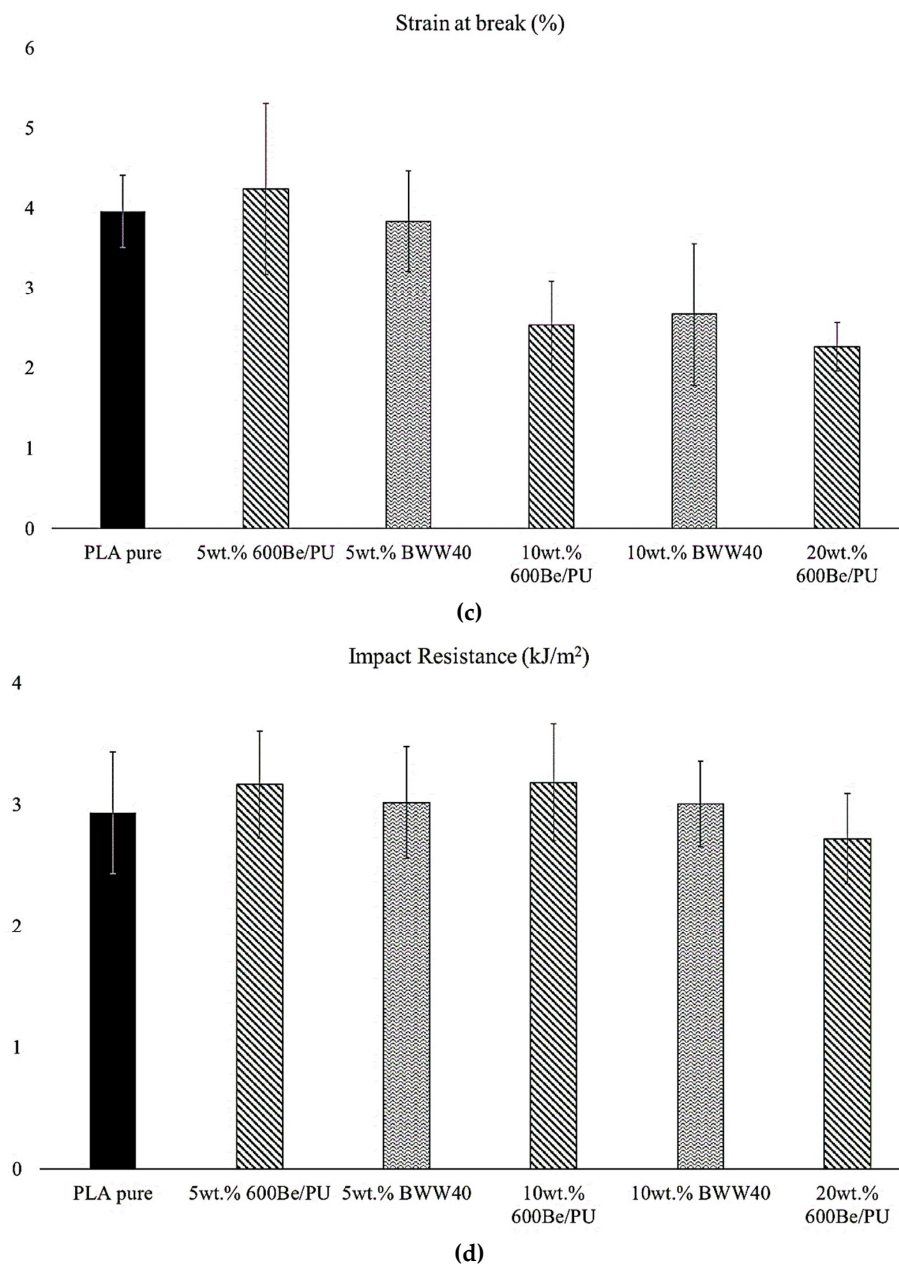 Strain at break (%)
6
5
4
3
2
1
0
PLA pure 5wt.% 600Be/PU 5wt.% BWW40 10wt.% 10wt.% BWW40 20wt.%
600Be/PU 600Be/PU
(c)
Impact Resistance (kJ/m²)
4
3
2
1
0
PLA pure 5wt.% 600Be/PU 5wt.% BWW40 10wt.% 10wt.% BWW40 20wt.%
600Be/PU 600Be/PU
(d)